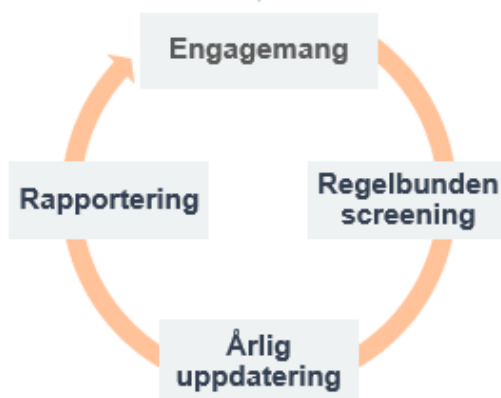 Engagemang
Regelbunden
screening
Årlig
uppdatering
Rapportering